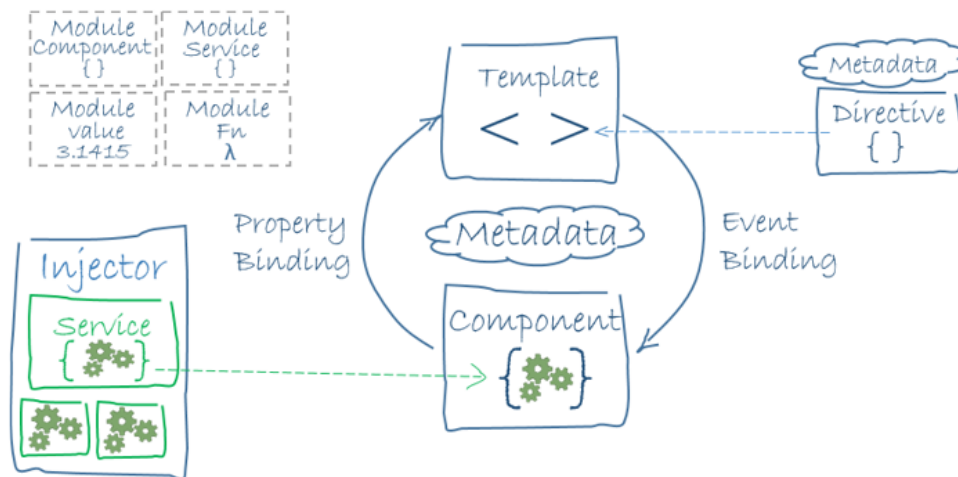 Module
Component
{ }
Module
Service
{ }
Module
value
3.1415
Module
Fn
λ
Template
< >
Metadata
Directive
{ }
Property
Binding
Metadata
Event
Binding
Injector
Service
{ }
Component
{ }